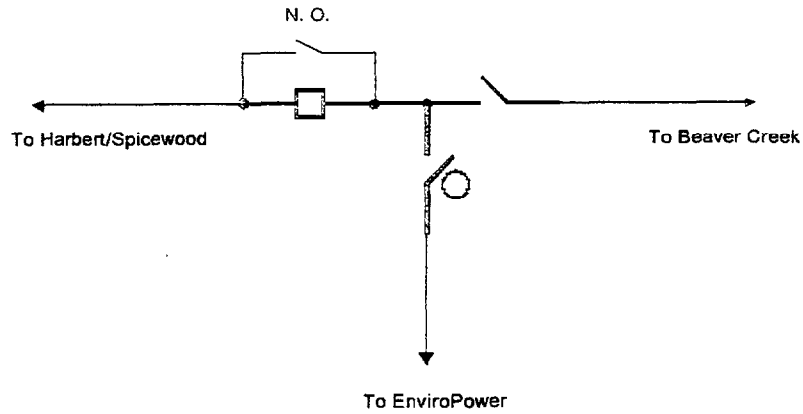 N. O.
To Harbert/Spicewood
To Beaver Creek
To EnviroPower